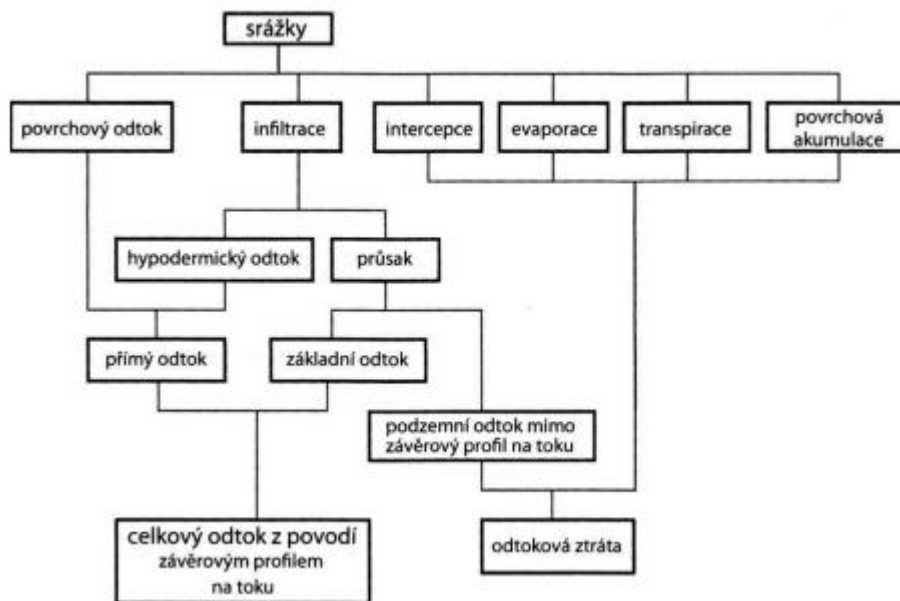 srážky
povrchový odtok
infiltrace
intercepce
evaporace
transpirace
povrchová
akumulace
hypodermický odtok
průsak
přímý odtok
základní odtok
podzemní odtok mimo
závěrový profil na toku
celkový odtok z povodí
závěrovým profilem
na toku
odtoková ztráta